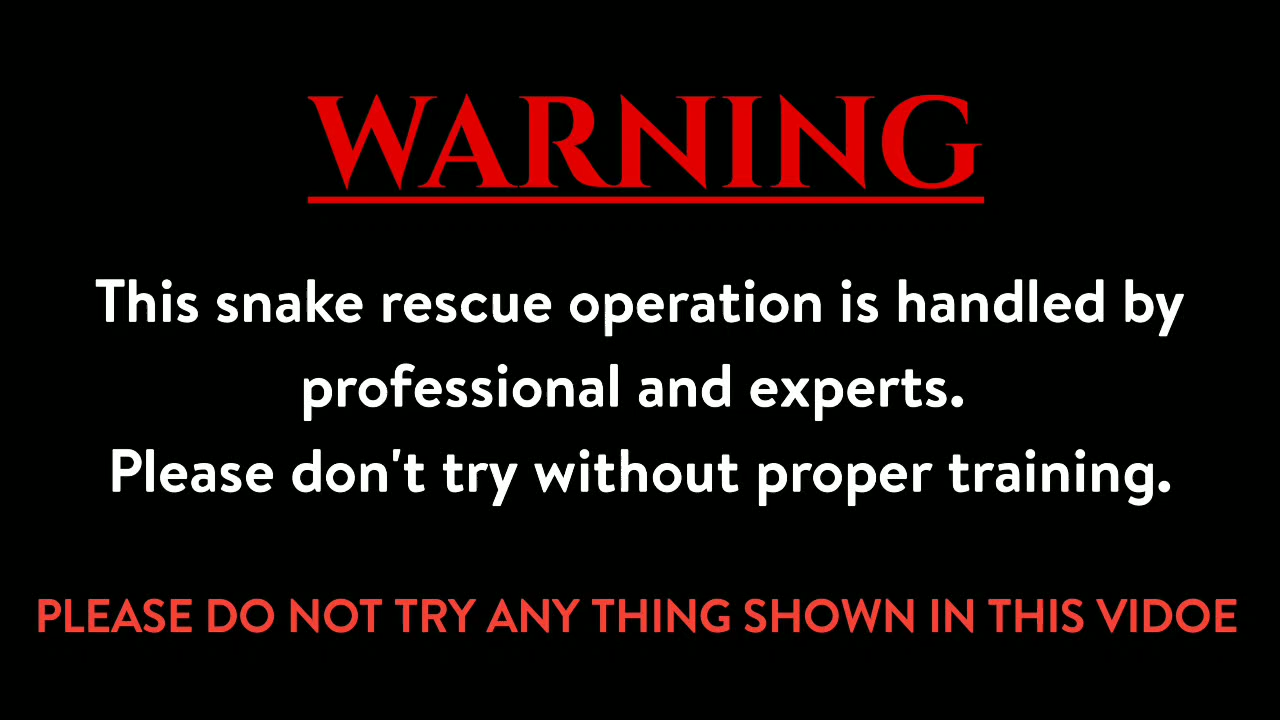 WARNING
This snake rescue operation is handled by
professional and experts.
Please don't try without proper training.
PLEASE DO NOT TRY ANY THING SHOWN IN THIS VIDOE